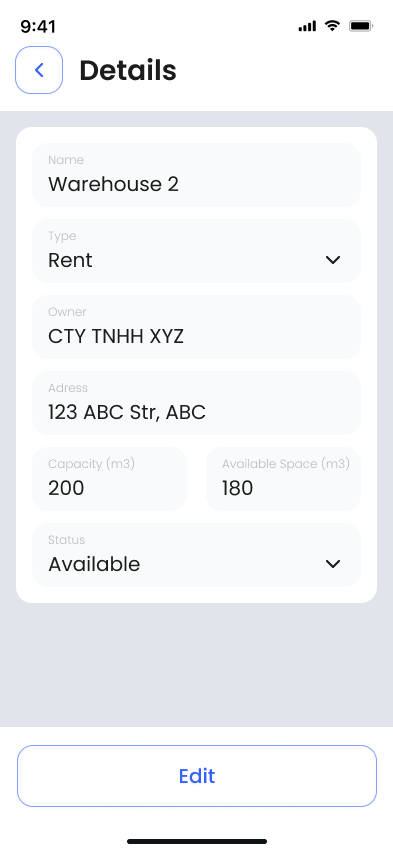 9:41
Details
Name
Warehouse 2
Type
Rent
Owner
CTY TNHH XYZ
Adress
123 ABC Str, ABC
Capacity (m3)
200
Available Space (m3)
180
Status
Available
Edit